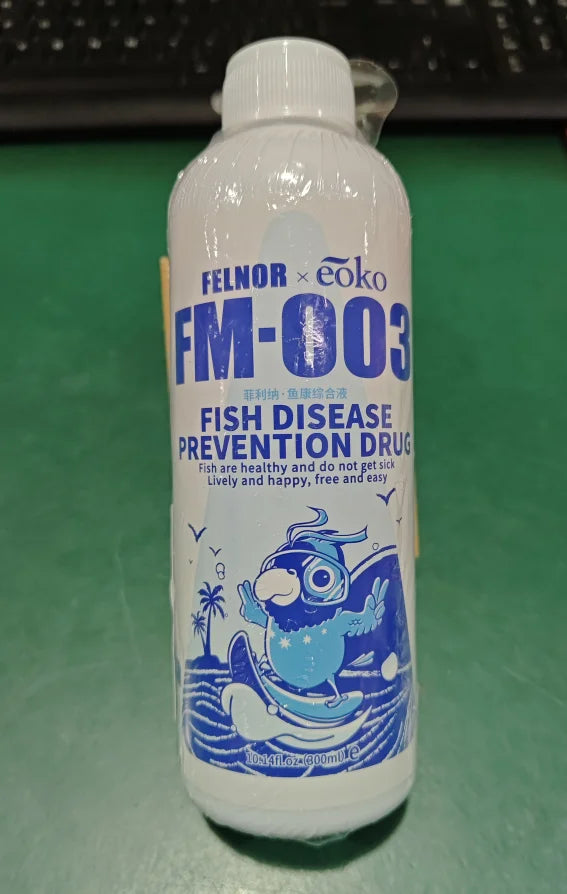 FELNOR × eōko
FM-003
菲利纳·鱼康综合液
FISH DISEASE
PREVENTION DRUG
Fish are healthy and do not get sick
Lively and happy, free and easy
10.14fl.oz (300ml) e